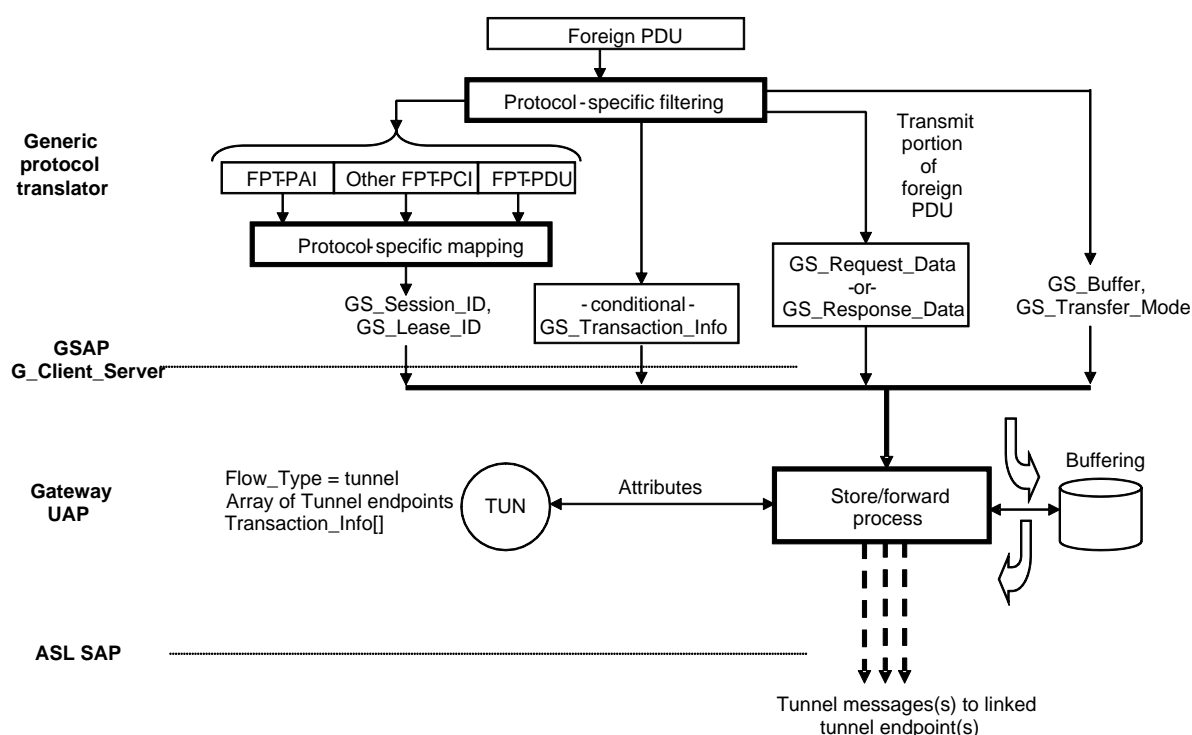 Foreign PDU
Protocol-specific filtering
Generic
protocol
translator
Transmit
portion
of
foreign
PDU
FPT-PAI
Other FPT-PCI
FPT-PDU
Protocol-specific mapping
GS_Session_ID,
GS_Lease_ID
-conditional-
GS_Transaction_Info
GS_Request_Data
-or-
GS_Response_Data
GS_Buffer,
GS_Transfer_Mode
GSAP
G_Client_Server
Gateway
UAP
Flow_Type = tunnel
Array of Tunnel endpoints
Transaction_Info[]
TUN
Attributes
Store/forward
process
Buffering
ASL SAP
Tunnel messages(s) to linked
tunnel endpoint(s)